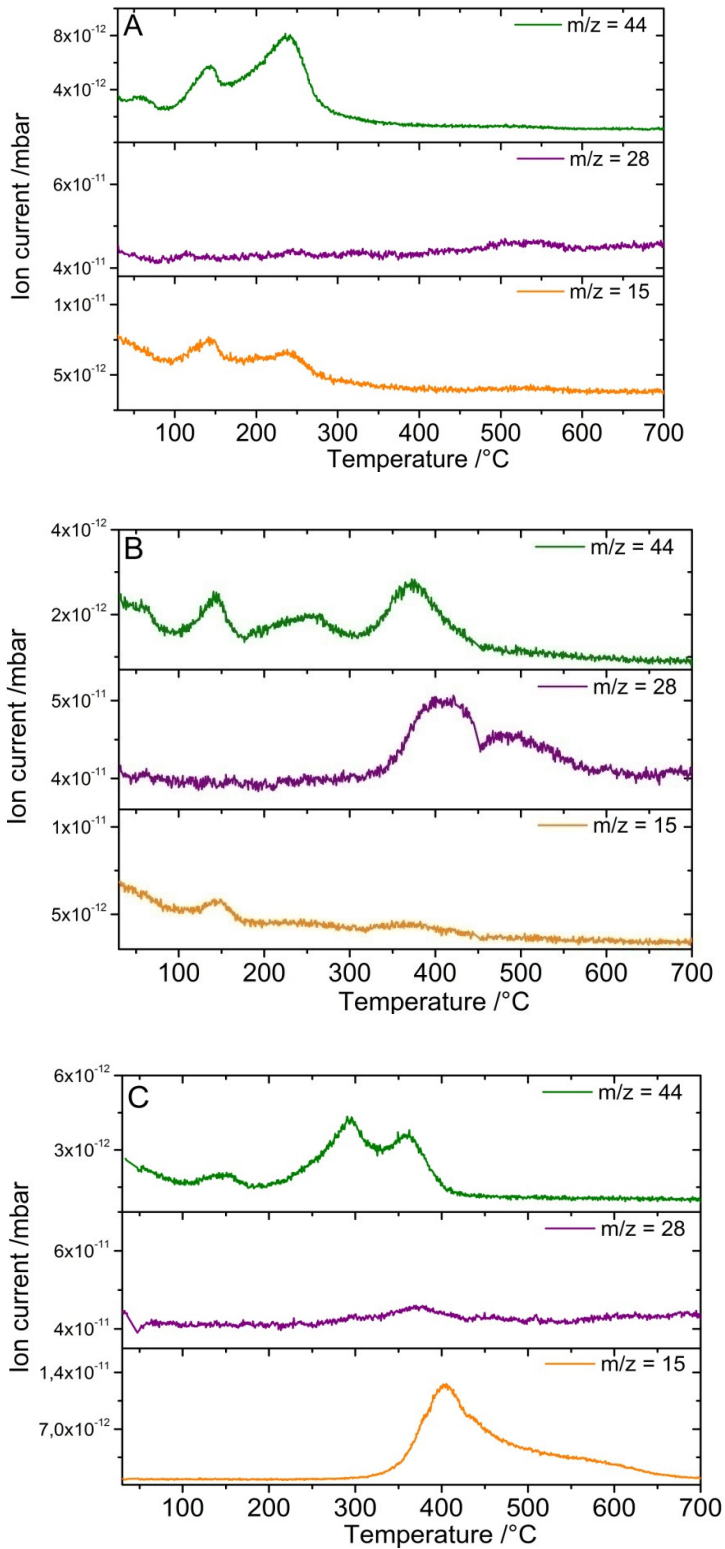 A
m/z = 44
8x10⁻¹²
4x10⁻¹²
m/z = 28
6x10⁻¹¹
4x10⁻¹¹
m/z = 15
1x10⁻¹¹
5x10⁻¹²
Ion current /mbar
100 200 300 400 500 600 700
Temperature /°C
B
m/z = 44
4x10⁻¹²
2x10⁻¹²
m/z = 28
5x10⁻¹¹
4x10⁻¹¹
m/z = 15
1x10⁻¹¹
5x10⁻¹²
Ion current /mbar
100 200 300 400 500 600 700
Temperature /°C
C
m/z = 44
6x10⁻¹²
3x10⁻¹²
m/z = 28
6x10⁻¹¹
4x10⁻¹¹
m/z = 15
1,4x10⁻¹¹
7,0x10⁻¹²
Ion current /mbar
100 200 300 400 500 600 700
Temperature /°C